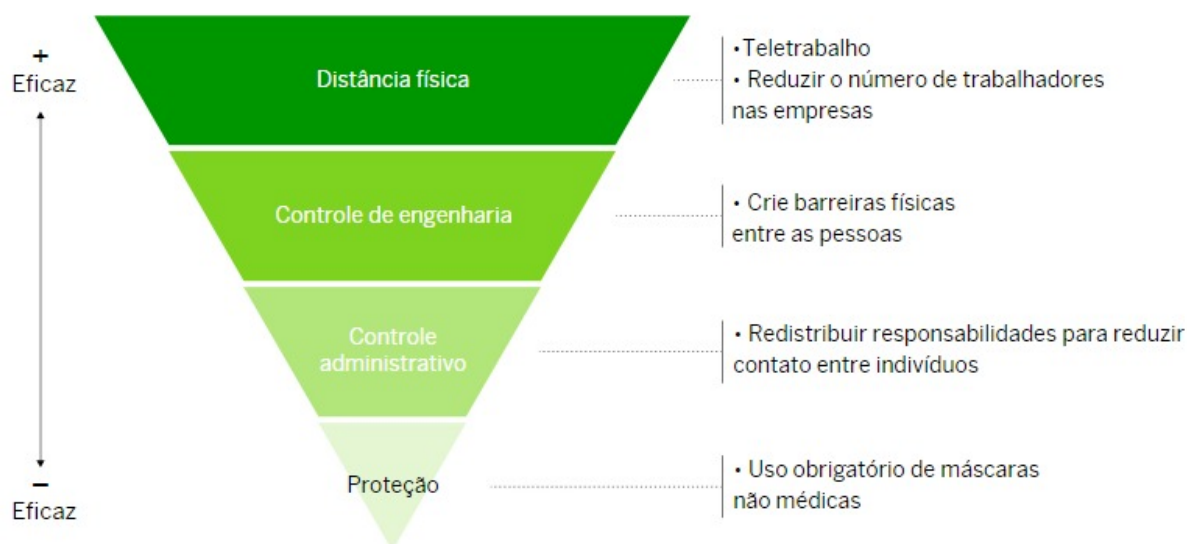 +
Eficaz
Distância física
•Teletrabalho
• Reduzir o número de trabalhadores
nas empresas
Controle de engenharia
• Crie barreiras físicas
entre as pessoas
Controle
administrativo
• Redistribuir responsabilidades para reduzir
contato entre indivíduos
Proteção
• Uso obrigatório de máscaras
não médicas
–
Eficaz